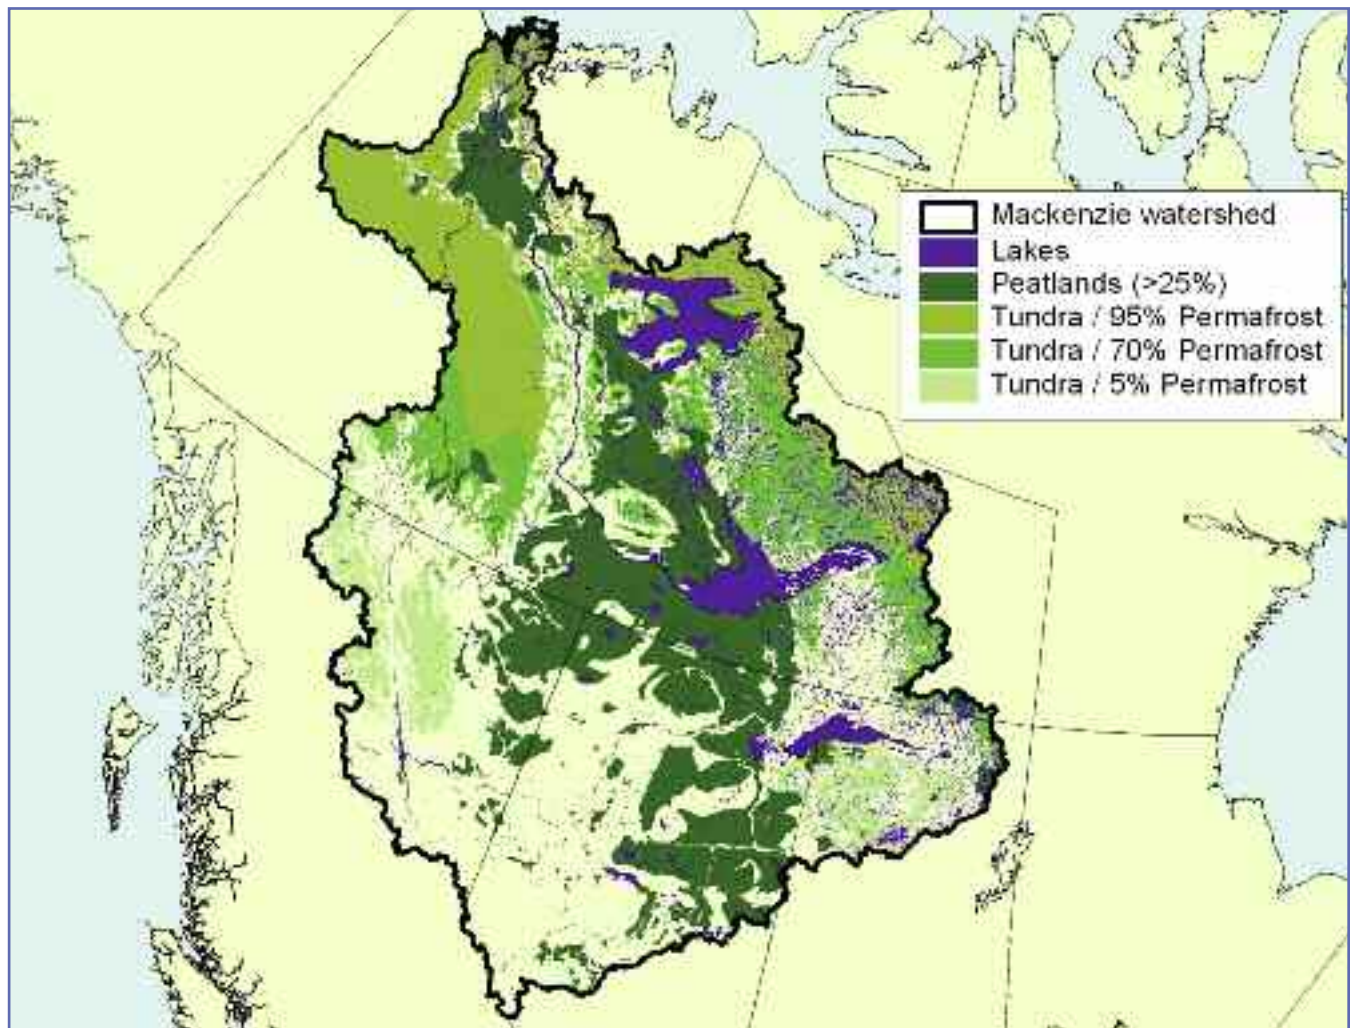 Mackenzie watershed
Lakes
Peatlands (>25%)
Tundra / 95% Permafrost
Tundra / 70% Permafrost
Tundra / 5% Permafrost